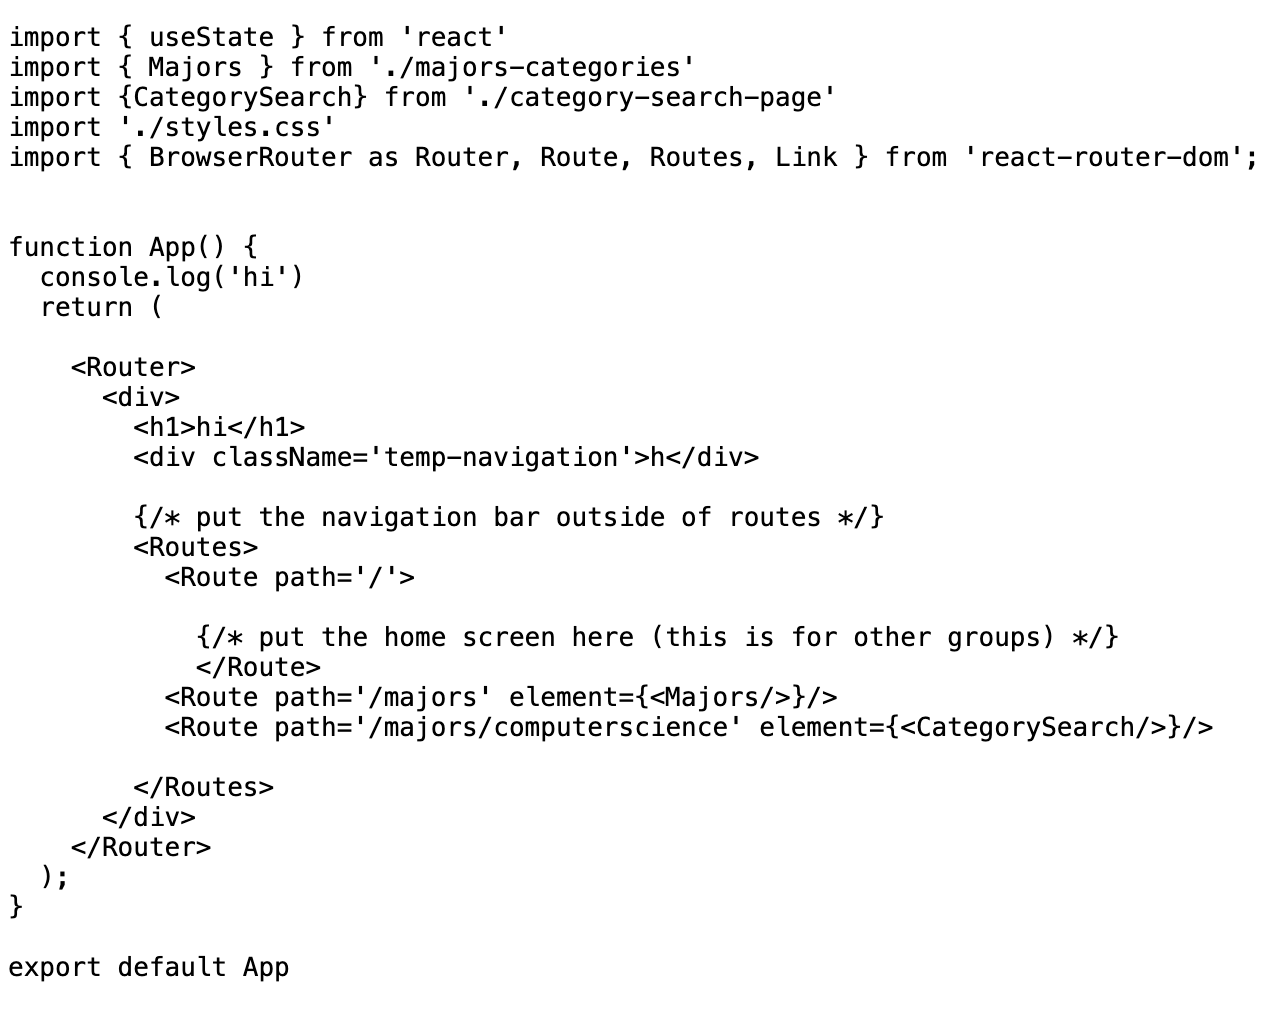 import { useState } from 'react'
import { Majors } from './majors-categories'
import {CategorySearch} from './category-search-page'
import './styles.css'
import { BrowserRouter as Router, Route, Routes, Link } from 'react-router-dom';
function App() {
  console.log('hi')
  return (
    <Router>
      <div>
        <h1>hi</h1>
        <div className='temp-navigation'>h</div>
        {/* put the navigation bar outside of routes */}
        <Routes>
          <Route path='/'>
            {/* put the home screen here (this is for other groups) */}
            </Route>
          <Route path='/majors' element={<Majors/>}/>
          <Route path='/majors/computerscience' element={<CategorySearch/>}/>
        </Routes>
      </div>
    </Router>
  );
}
export default App